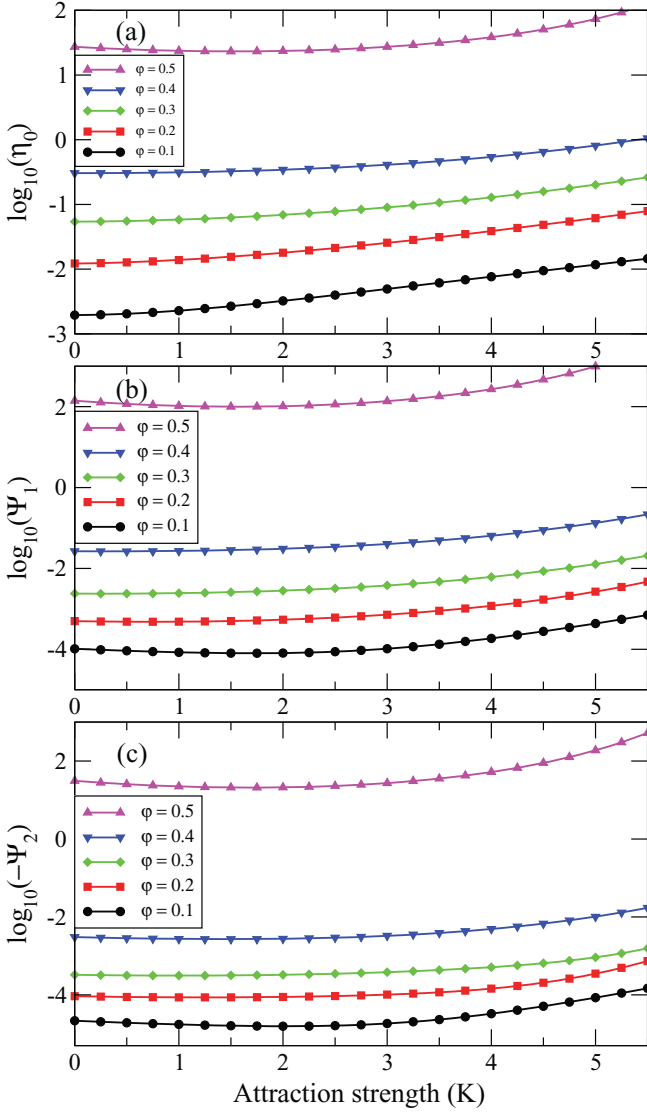 (a)
2
1
0
-1
-2
-3
log10(η0)
φ = 0.5
φ = 0.4
φ = 0.3
φ = 0.2
φ = 0.1
0 1 2 3 4 5
(b)
2
0
-2
-4
log10(Ψ1)
φ = 0.5
φ = 0.4
φ = 0.3
φ = 0.2
φ = 0.1
0 1 2 3 4 5
(c)
2
0
-2
-4
log10(−Ψ2)
φ = 0.5
φ = 0.4
φ = 0.3
φ = 0.2
φ = 0.1
0 1 2 3 4 5
Attraction strength (K)